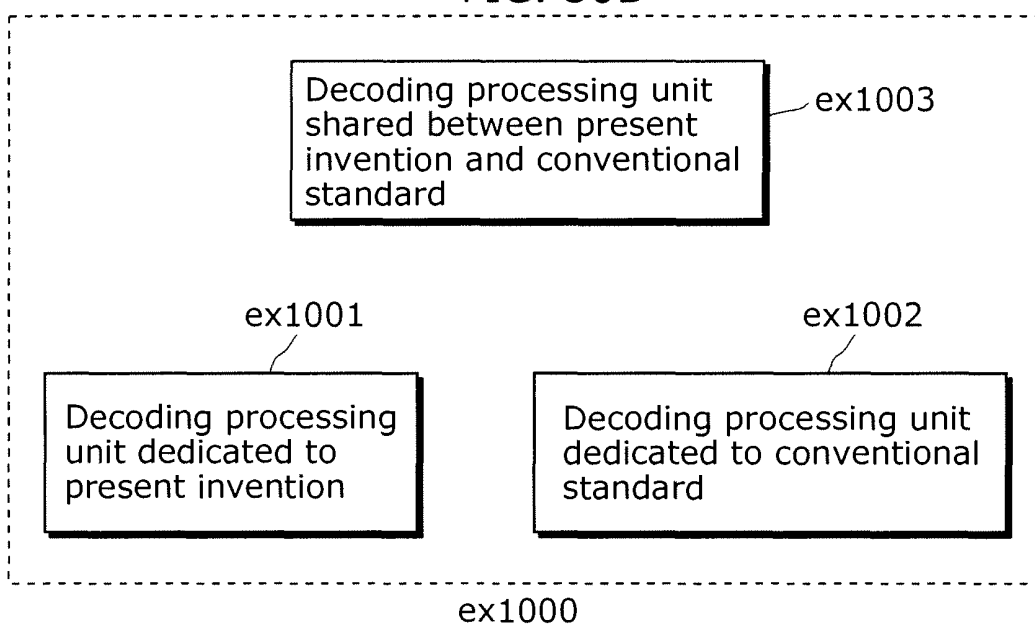 Decoding processing unit
shared between present
invention and conventional
standard
ex1003
ex1001
ex1002
Decoding processing
unit dedicated to
present invention
Decoding processing unit
dedicated to conventional
standard
ex1000